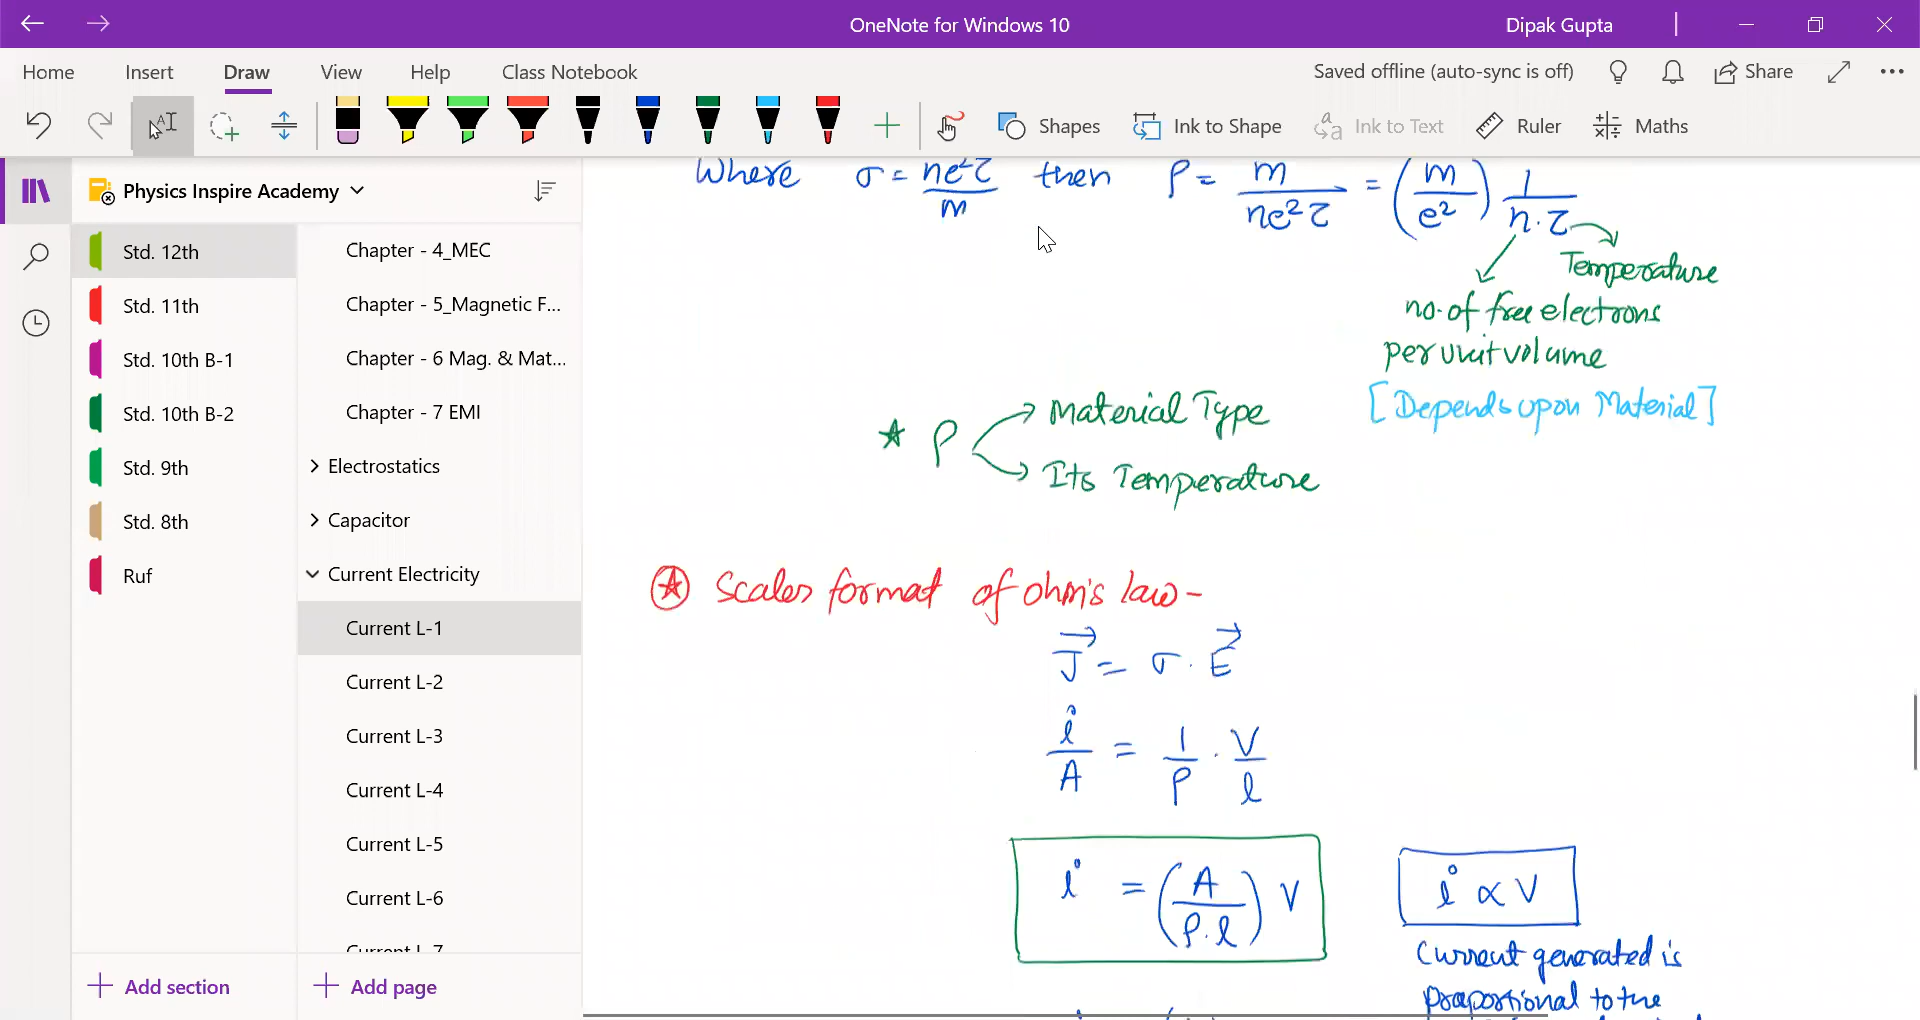 OneNote for Windows 10
Dipak Gupta
Home Insert Draw View Help Class Notebook
Saved offline (auto-sync is off) Share
Shapes Ink to Shape Ink to Text Ruler Maths
Physics Inspire Academy
Std. 12th
Std. 11th
Std. 10th B-1
Std. 10th B-2
Std. 9th
Std. 8th
Ruf
Add section
Chapter - 4_MEC
Chapter - 5_Magnetic F...
Chapter - 6 Mag. & Mat...
Chapter - 7 EMI
Electrostatics
Capacitor
Current Electricity
Current L-1
Current L-2
Current L-3
Current L-4
Current L-5
Current L-6
Current L-7
Add page
Where σ = ne²τ/m then ρ = m/ne²τ = (m/e²) 1/n·τ
Temperature
no. of free electrons
per unit volume
[Depends upon Material]
★ ρ → Material Type
→ Its Temperature
★ Scaler format of ohm's law -
J⃗ = σ · E⃗
i/A = 1/ρ · V/l
i = (A/ρ.l) V
i ∝ V
Current generated is
proportional to the